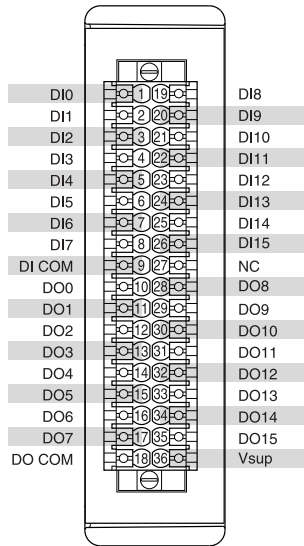 DI0 1 19 DI8
DI1 2 20 DI9
DI2 3 21 DI10
DI3 4 22 DI11
DI4 5 23 DI12
DI5 6 24 DI13
DI6 7 25 DI14
DI7 8 26 DI15
DI COM 9 27 NC
DO0 10 28 DO8
DO1 11 29 DO9
DO2 12 30 DO10
DO3 13 31 DO11
DO4 14 32 DO12
DO5 15 33 DO13
DO6 16 34 DO14
DO7 17 35 DO15
DO COM 18 36 Vsup